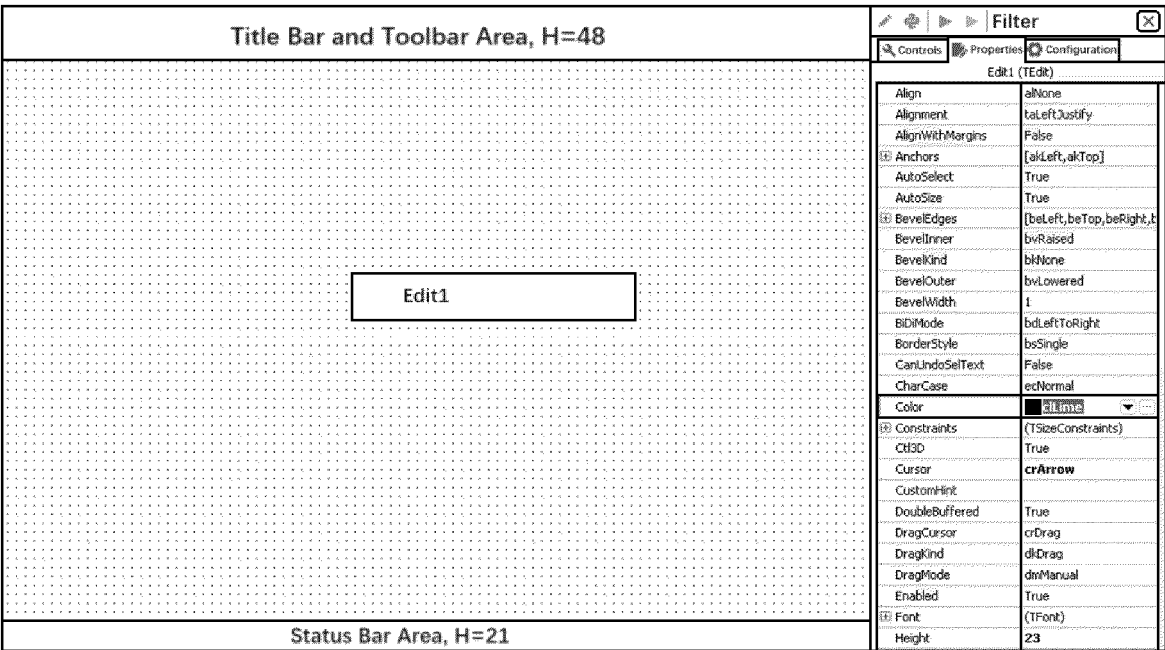 Title Bar and Toolbar Area, H=48
Edit1
Status Bar Area, H=21
Filter
Controls Properties Configuration
Edit1 (TEdit)
Align alNone
Alignment taLeftJustify
AlignWithMargins False
Anchors [akLeft,akTop]
AutoSelect True
AutoSize True
BevelEdges [beLeft,beTop,beRight,b
BevelInner bvRaised
BevelKind bkNone
BevelOuter bvLowered
BevelWidth 1
BiDiMode bdLeftToRight
BorderStyle bsSingle
CanUndoSelText False
CharCase ecNormal
Color clLime
Constraints (TSizeConstraints)
Ctl3D True
Cursor crArrow
CustomHint
DoubleBuffered True
DragCursor crDrag
DragKind dkDrag
DragMode dmManual
Enabled True
Font (TFont)
Height 23